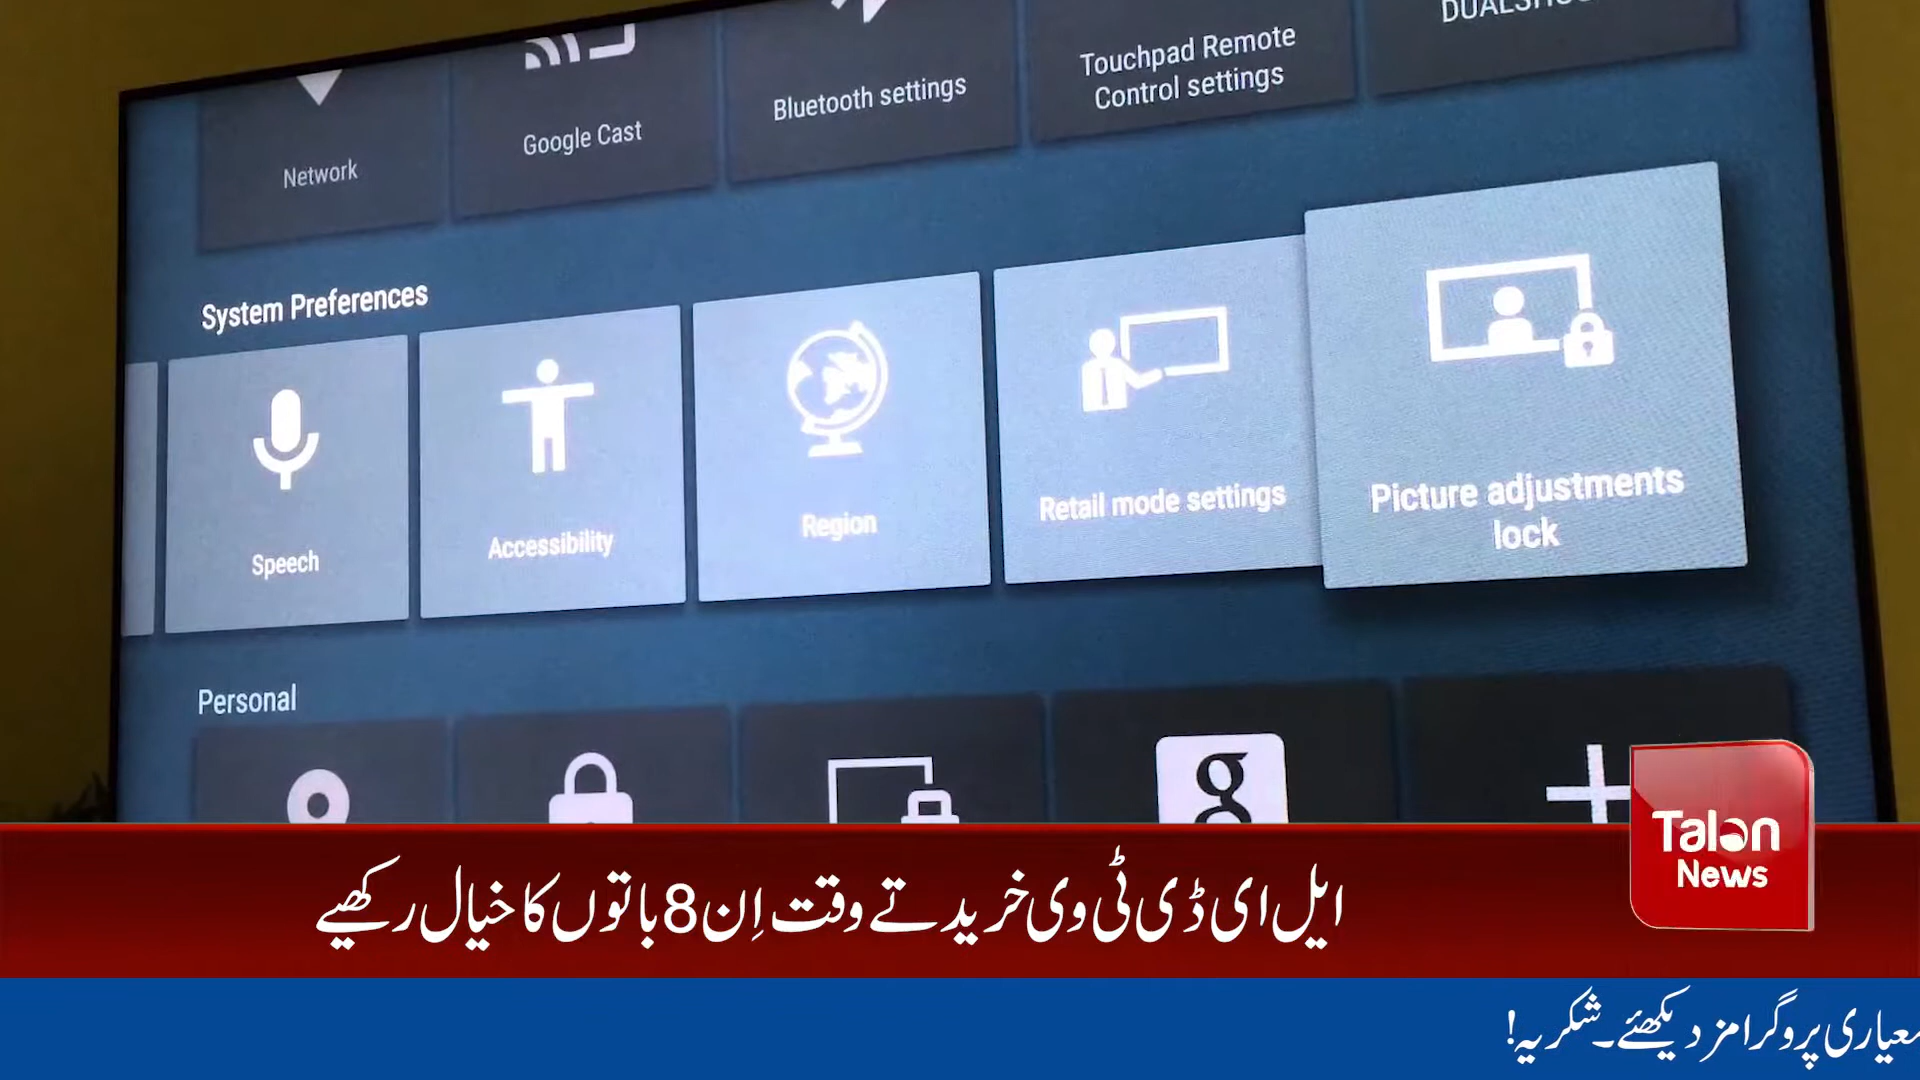 Network
Google Cast
Bluetooth settings
Touchpad Remote
Control settings
System Preferences
Speech
Accessibility
Region
Retail mode settings
Picture adjustments
lock
Personal
g
Talon
News
ایل ای ڈی ٹی وی خریدتے وقت اِن 8 باتوں کا خیال رکھیے
معیاری پروگرامز دیکھئے۔ شکریہ!